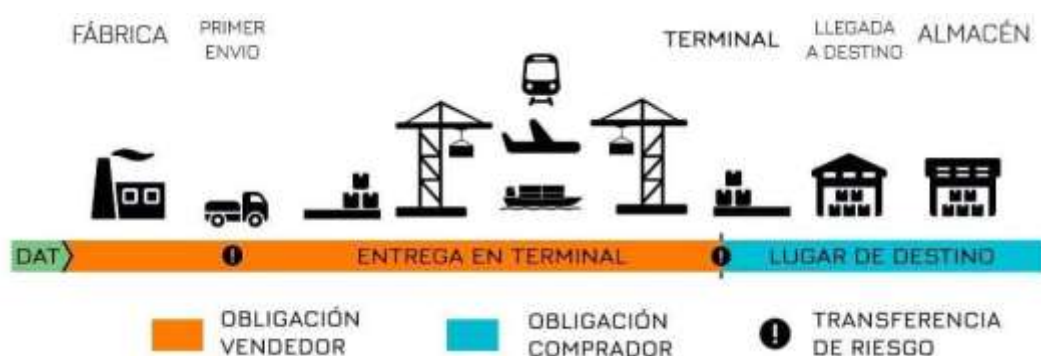 FÁBRICA
PRIMER
ENVIO
TERMINAL
LLEGADA
A DESTINO
ALMACÉN
DAT
ENTREGA EN TERMINAL
LUGAR DE DESTINO
OBLIGACIÓN
VENDEDOR
OBLIGACIÓN
COMPRADOR
TRANSFERENCIA
DE RIESGO